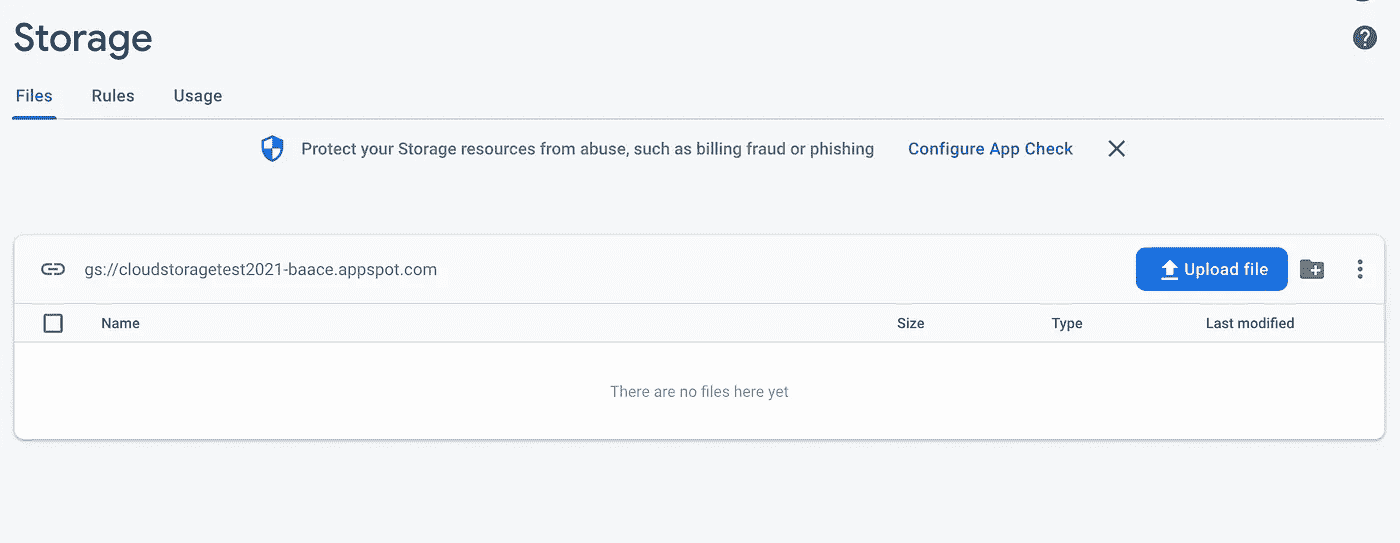 Storage
Files Rules Usage
Protect your Storage resources from abuse, such as billing fraud or phishing Configure App Check
gs://cloudstoragetest2021-baace.appspot.com Upload file
Name Size Type Last modified
There are no files here yet